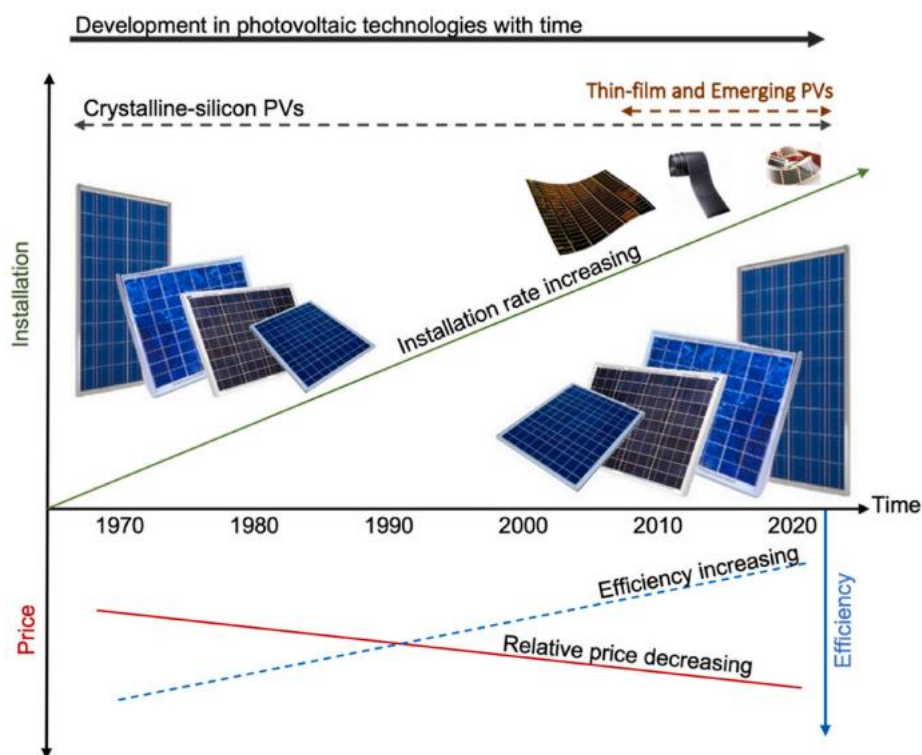 Development in photovoltaic technologies with time
Thin-film and Emerging PVs
Crystalline-silicon PVs
Installation
Installation rate increasing
Time
1970 1980 1990 2000 2010 2020
Efficiency increasing
Price
Relative price decreasing
Efficiency